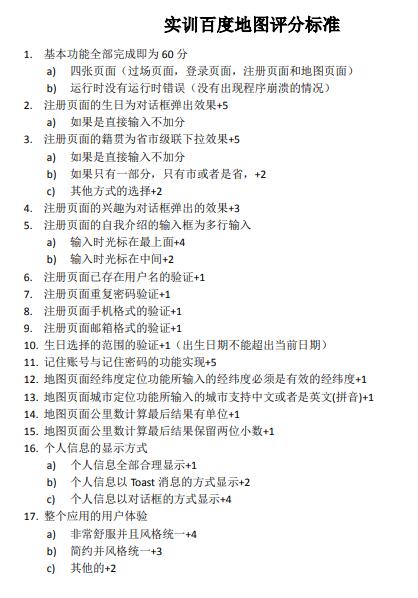 实训百度地图评分标准
1. 基本功能全部完成即为 60 分
a) 四张页面（过场页面，登录页面，注册页面和地图页面）
b) 运行时没有运行时错误（没有出现程序崩溃的情况）
2. 注册页面的生日为对话框弹出效果+5
a) 如果是直接输入不加分
3. 注册页面的籍贯为省市级联下拉效果+5
a) 如果是直接输入不加分
b) 如果只有一部分，只有市或者是省，+2
c) 其他方式的选择+2
4. 注册页面的兴趣为对话框弹出的效果+3
5. 注册页面的自我介绍的输入框为多行输入
a) 输入时光标在最上面+4
b) 输入时光标在中间+2
6. 注册页面已存在用户名的验证+1
7. 注册页面重复密码验证+1
8. 注册页面手机格式的验证+1
9. 注册页面邮箱格式的验证+1
10. 生日选择的范围的验证+1（出生日期不能超出当前日期）
11. 记住账号与记住密码的功能实现+5
12. 地图页面经纬度定位功能所输入的经纬度必须是有效的经纬度+1
13. 地图页面城市定位功能所输入的城市支持中文或者是英文(拼音)+1
14. 地图页面公里数计算最后结果有单位+1
15. 地图页面公里数计算最后结果保留两位小数+1
16. 个人信息的显示方式
a) 个人信息全部合理显示+1
b) 个人信息以 Toast 消息的方式显示+2
c) 个人信息以对话框的方式显示+4
17. 整个应用的用户体验
a) 非常舒服并且风格统一+4
b) 简约并风格统一+3
c) 其他的+2